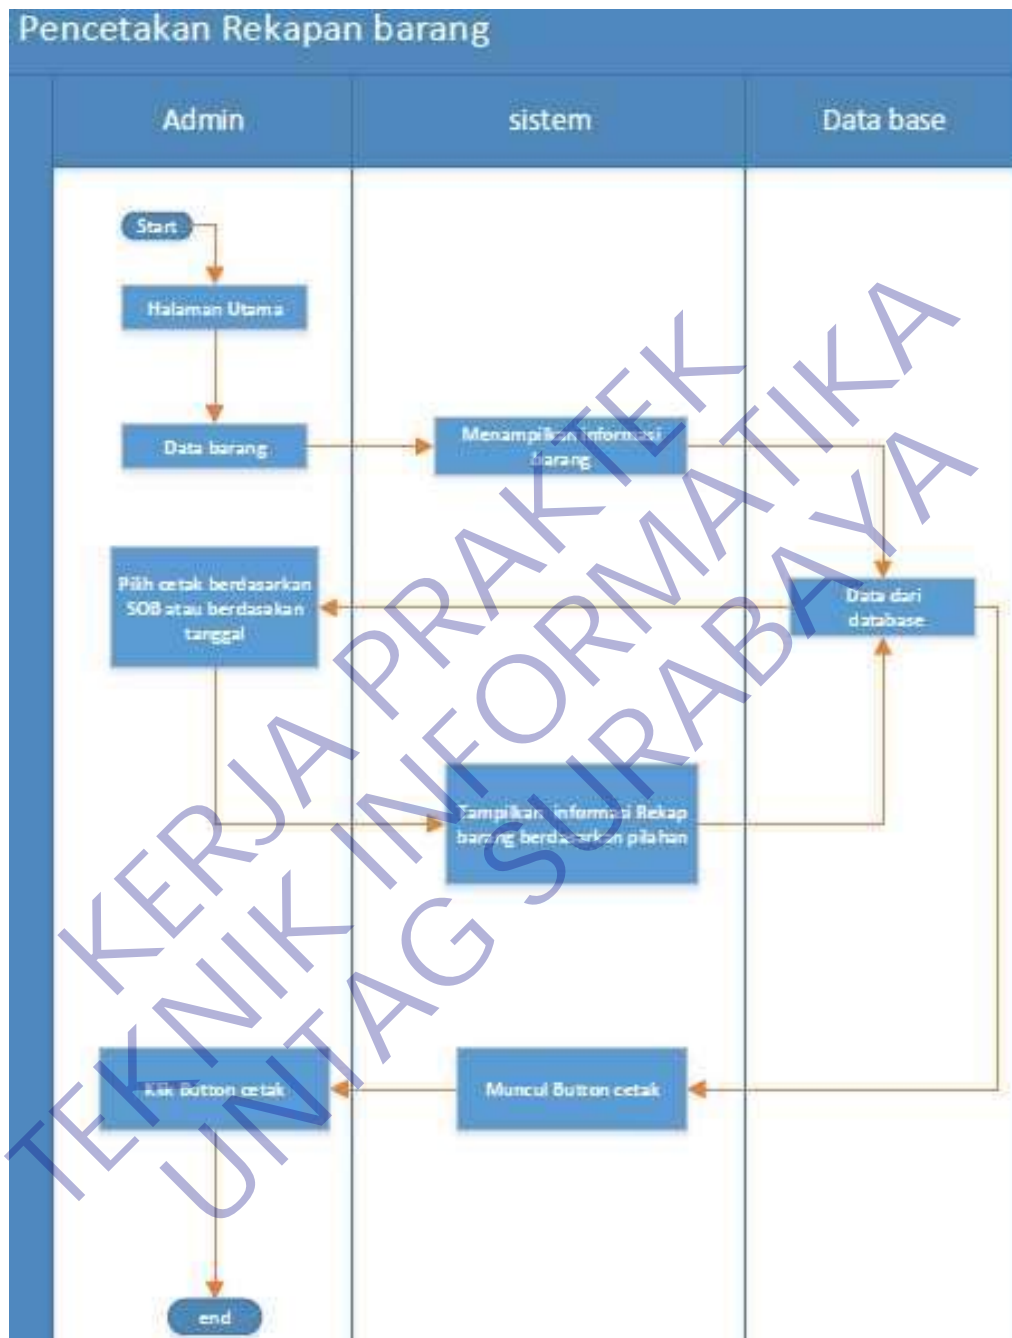 Pencetakan Rekapan barang
Admin
sistem
Data base
Start
Halaman Utama
Data barang
Menampilkan informasi
Barang
Pilih cetak berdasarkan
SOB atau berdasakan
tanggal
Data dari
database
Tampilkan informasi Rekap
barang berdasarkan pilahan
Klik Button cetak
Muncul Button cetak
end
KERJA PRAKTEK
TEKNIK INFORMATIKA
UNTAG SURABAYA